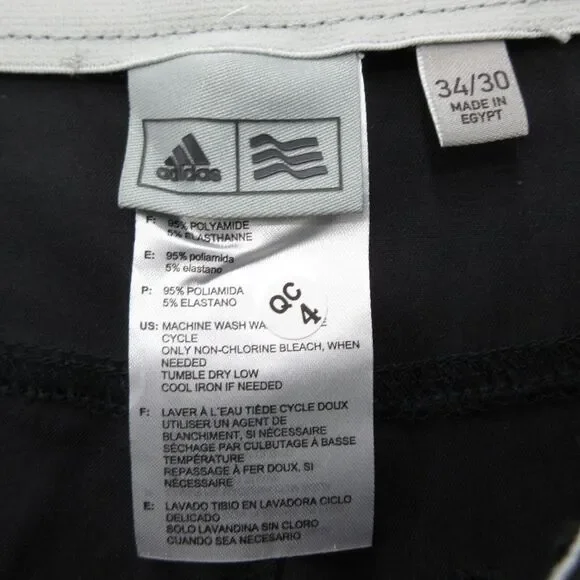 adidas
34/30
MADE IN
EGYPT
F: 95% POLYAMIDE
5% ELASTHANNE
E: 95% poliamida
5% elastano
P: 95% POLIAMIDA
5% ELASTANO
QC
4
US: MACHINE WASH
CYCLE
ONLY NON-CHLORINE BLEACH, WHEN
NEEDED
TUMBLE DRY LOW
COOL IRON IF NEEDED
F: LAVER À L'EAU TIÈDE CYCLE DOUX
UTILISER UN AGENT DE
BLANCHIMENT, SI NÉCESSAIRE
SÉCHAGE PAR CULBUTAGE À BASSE
TEMPÉRATURE
REPASSAGE À FER DOUX, SI
NÉCESSAIRE
E: LAVADO TIBIO EN LAVADORA CICLO
DELICADO
SOLO LAVANDINA SIN CLORO
CUANDO SEA NECESARIO